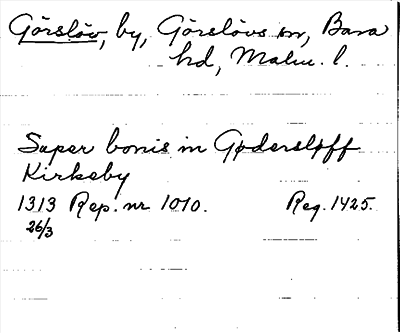 Görslöv, by, Görslövs sn, Bara
hd, Malm. l.
Super bonis in Gødersløff
Kirkeby
1313 Rep. nr 1010. Reg. 1425.
26/3